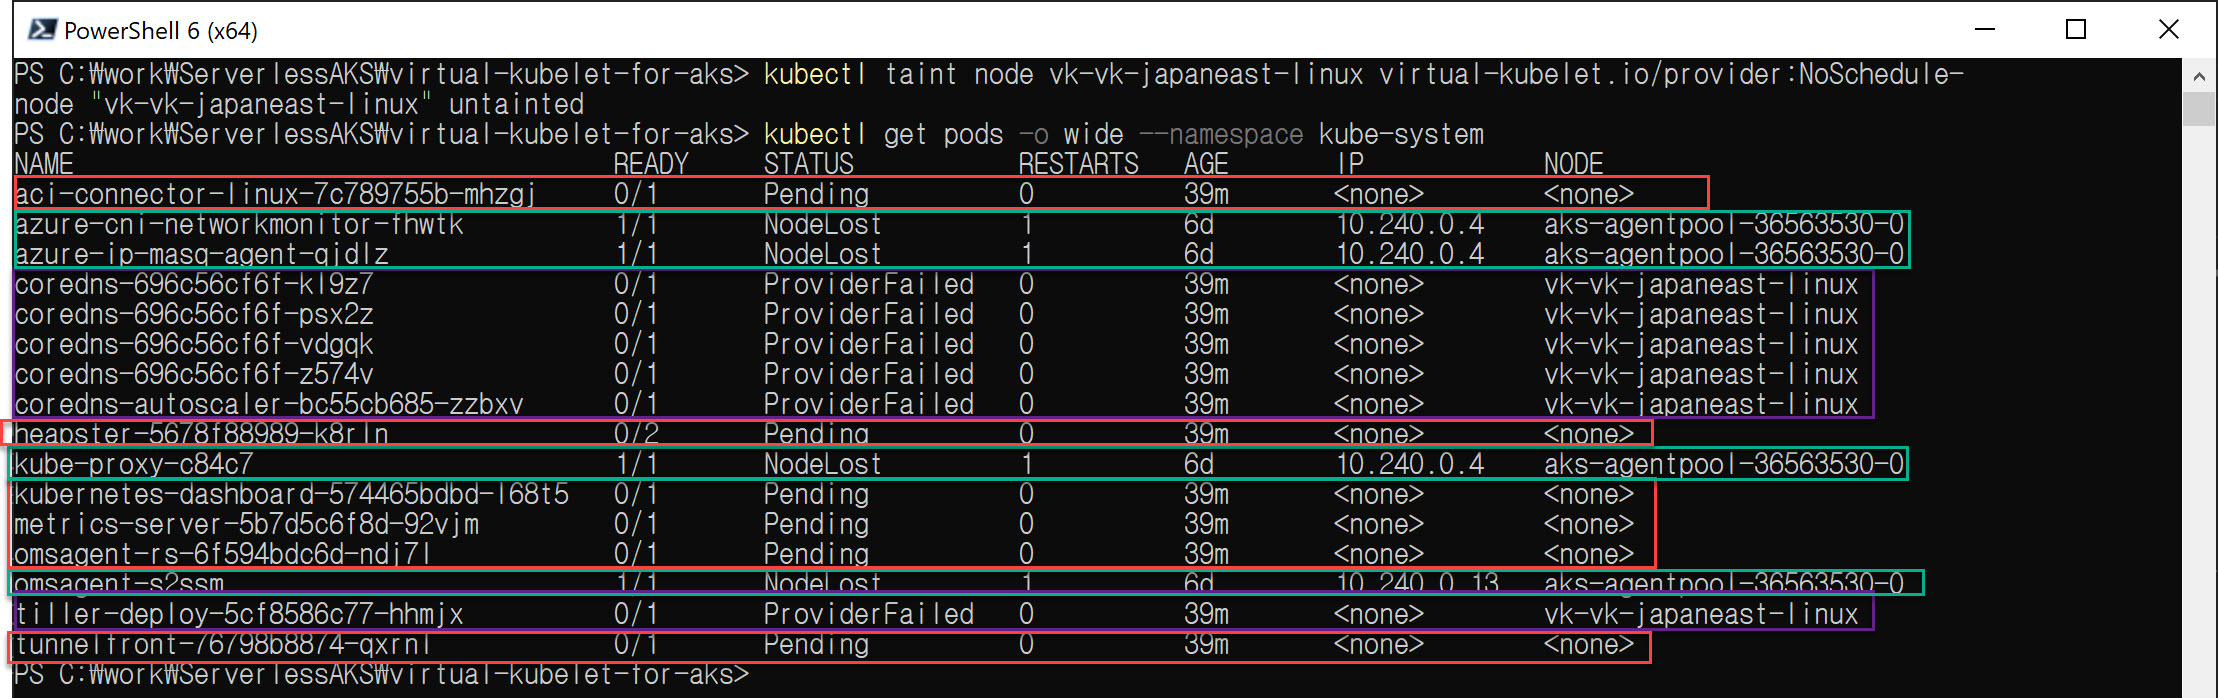 PowerShell 6 (x64)
PS C:₩work₩ServerlessAKS₩virtual-kubelet-for-aks> kubectl taint node vk-vk-japaneast-linux virtual-kubelet.io/provider:NoSchedule-
node "vk-vk-japaneast-linux" untainted
PS C:₩work₩ServerlessAKS₩virtual-kubelet-for-aks> kubectl get pods -o wide --namespace kube-system
NAME READY STATUS RESTARTS AGE IP NODE
aci-connector-linux-7c789755b-mhzgj 0/1 Pending 0 39m <none> <none>
azure-cni-networkmonitor-fhwtk 1/1 NodeLost 1 6d 10.240.0.4 aks-agentpool-36563530-0
azure-ip-masq-agent-qjdlz 1/1 NodeLost 1 6d 10.240.0.4 aks-agentpool-36563530-0
coredns-696c56cf6f-kl9z7 0/1 ProviderFailed 0 39m <none> vk-vk-japaneast-linux
coredns-696c56cf6f-psx2z 0/1 ProviderFailed 0 39m <none> vk-vk-japaneast-linux
coredns-696c56cf6f-vdgqk 0/1 ProviderFailed 0 39m <none> vk-vk-japaneast-linux
coredns-696c56cf6f-z574v 0/1 ProviderFailed 0 39m <none> vk-vk-japaneast-linux
coredns-autoscaler-bc55cb685-zzbxv 0/1 ProviderFailed 0 39m <none> vk-vk-japaneast-linux
heapster-5678f88989-k8rln 0/2 Pending 0 39m <none> <none>
kube-proxy-c84c7 1/1 NodeLost 1 6d 10.240.0.4 aks-agentpool-36563530-0
kubernetes-dashboard-574465bdbd-l68t5 0/1 Pending 0 39m <none> <none>
metrics-server-5b7d5c6f8d-92vjm 0/1 Pending 0 39m <none> <none>
omsagent-rs-6f594bdc6d-ndj7l 0/1 Pending 0 39m <none> <none>
omsagent-s2ssm 1/1 NodeLost 1 6d 10.240.0.13 aks-agentpool-36563530-0
tiller-deploy-5cf8586c77-hhmjx 0/1 ProviderFailed 0 39m <none> vk-vk-japaneast-linux
tunnelfront-76798b8874-qxrnl 0/1 Pending 0 39m <none> <none>
PS C:₩work₩ServerlessAKS₩virtual-kubelet-for-aks>